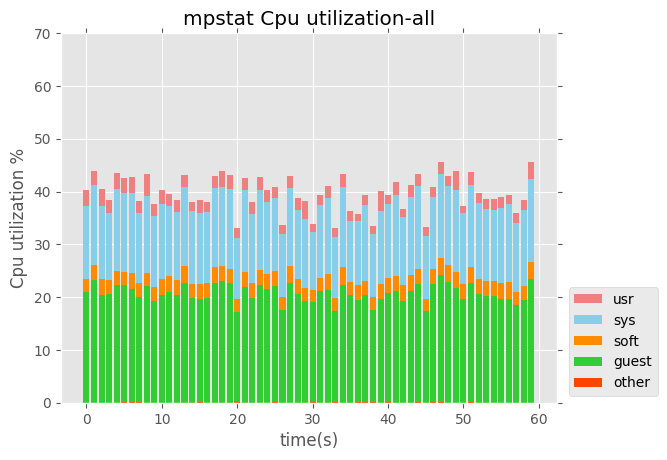 mpstat Cpu utilization-all
70
60
50
40
30
20
10
0
Cpu utilization %
0 10 20 30 40 50 60
time(s)
usr
sys
soft
guest
other